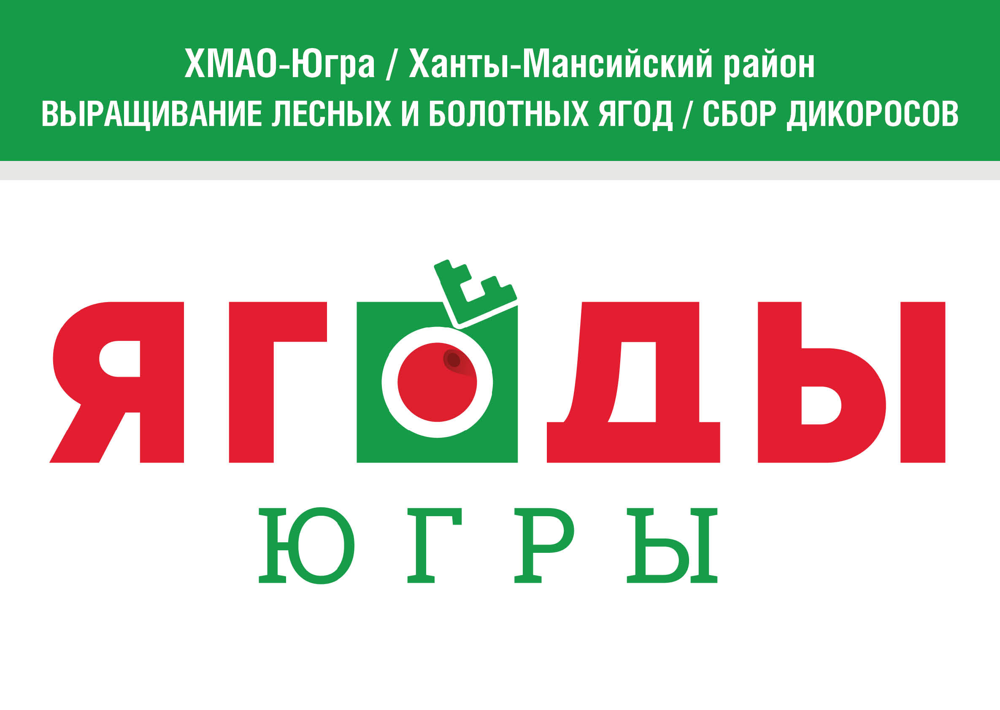 ХМАО-Югра / Ханты-Мансийский район
ВЫРАЩИВАНИЕ ЛЕСНЫХ И БОЛОТНЫХ ЯГОД / СБОР ДИКОРОСОВ
ЯГОДЫ
ЮГРЫ